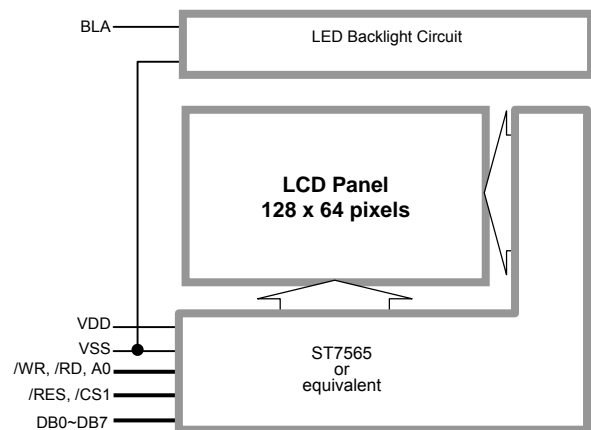 BLA
LED Backlight Circuit
LCD Panel
128 x 64 pixels
VDD
VSS
/WR, /RD, A0
/RES, /CS1
DB0~DB7
ST7565
or
equivalent